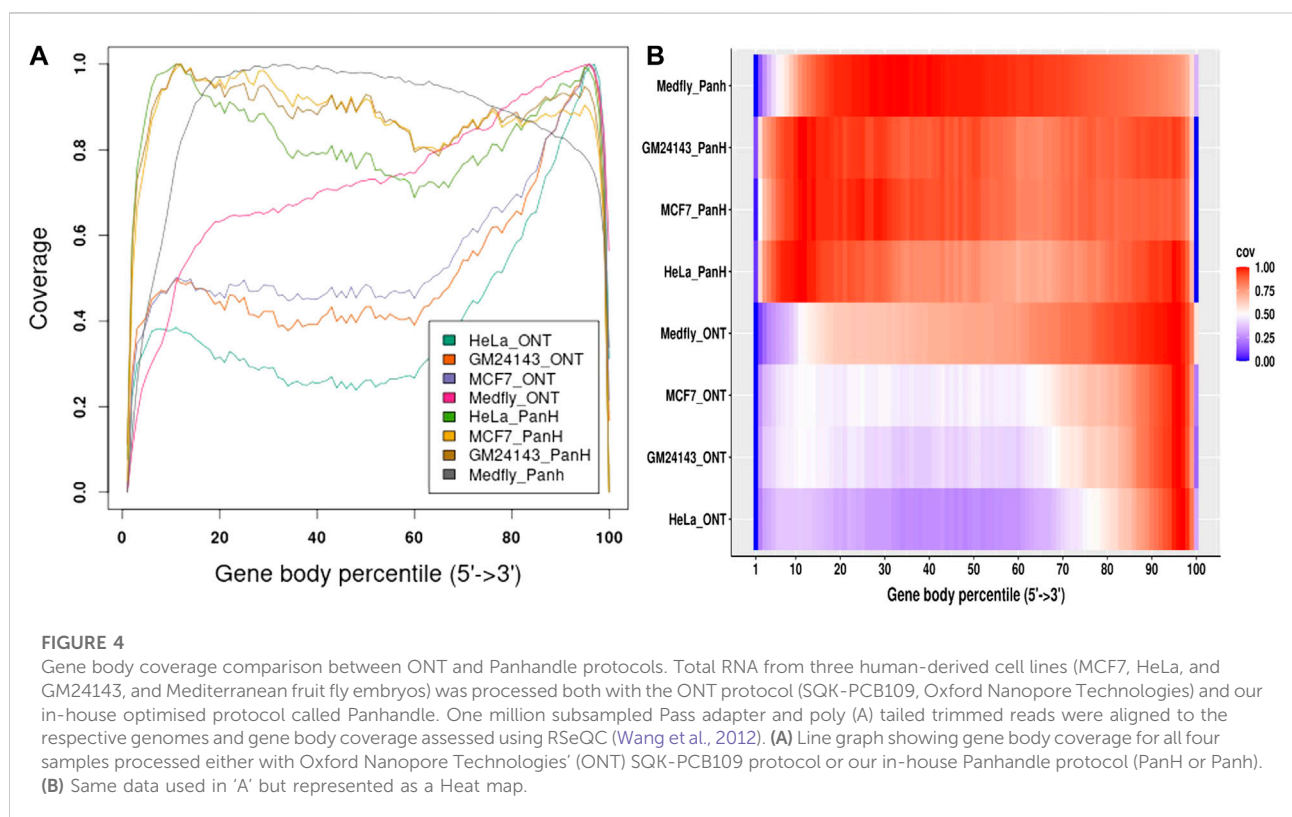 A
Coverage
0.0
0.2
0.4
0.6
0.8
1.0
HeLa_ONT
GM24143_ONT
MCF7_ONT
Medfly_ONT
HeLa_PanH
MCF7_PanH
GM24143_PanH
Medfly_Panh
0 20 40 60 80 100
Gene body percentile (5'->3')
B
Medfly_Panh
GM24143_PanH
MCF7_PanH
HeLa_PanH
Medfly_ONT
MCF7_ONT
GM24143_ONT
HeLa_ONT
1 10 20 30 40 50 60 70 80 90 100
Gene body percentile (5'->3')
cov
1.00
0.75
0.50
0.25
0.00
FIGURE 4
Gene body coverage comparison between ONT and Panhandle protocols. Total RNA from three human-derived cell lines (MCF7, HeLa, and
GM24143, and Mediterranean fruit fly embryos) was processed both with the ONT protocol (SQK-PCB109, Oxford Nanopore Technologies) and our
in-house optimised protocol called Panhandle. One million subsampled Pass adapter and poly (A) tailed trimmed reads were aligned to the
respective genomes and gene body coverage assessed using RSeQC (Wang et al., 2012). (A) Line graph showing gene body coverage for all four
samples processed either with Oxford Nanopore Technologies' (ONT) SQK-PCB109 protocol or our in-house Panhandle protocol (PanH or Panh).
(B) Same data used in 'A' but represented as a Heat map.